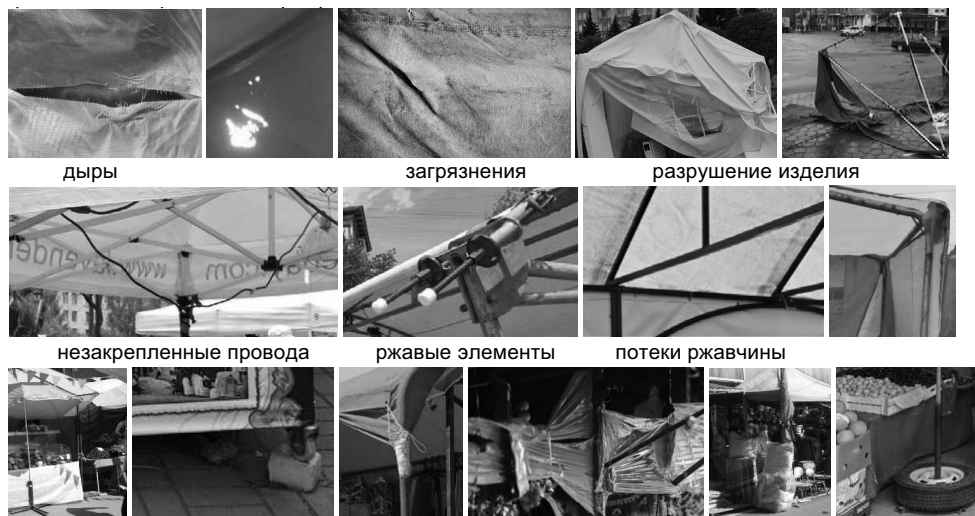 дыры
загрязнения
разрушение изделия
незакрепленные провода
ржавые элементы
потеки ржавчины